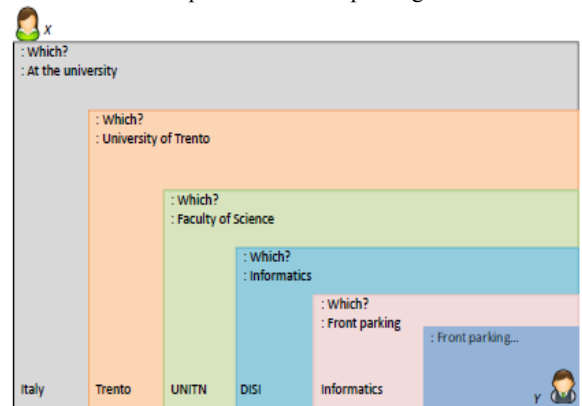 X
: Which?
: At the university
: Which?
: University of Trento
: Which?
: Faculty of Science
: Which?
: Informatics
: Which?
: Front parking
: Front parking...
Italy
Trento
UNITN
DISI
Informatics
Y